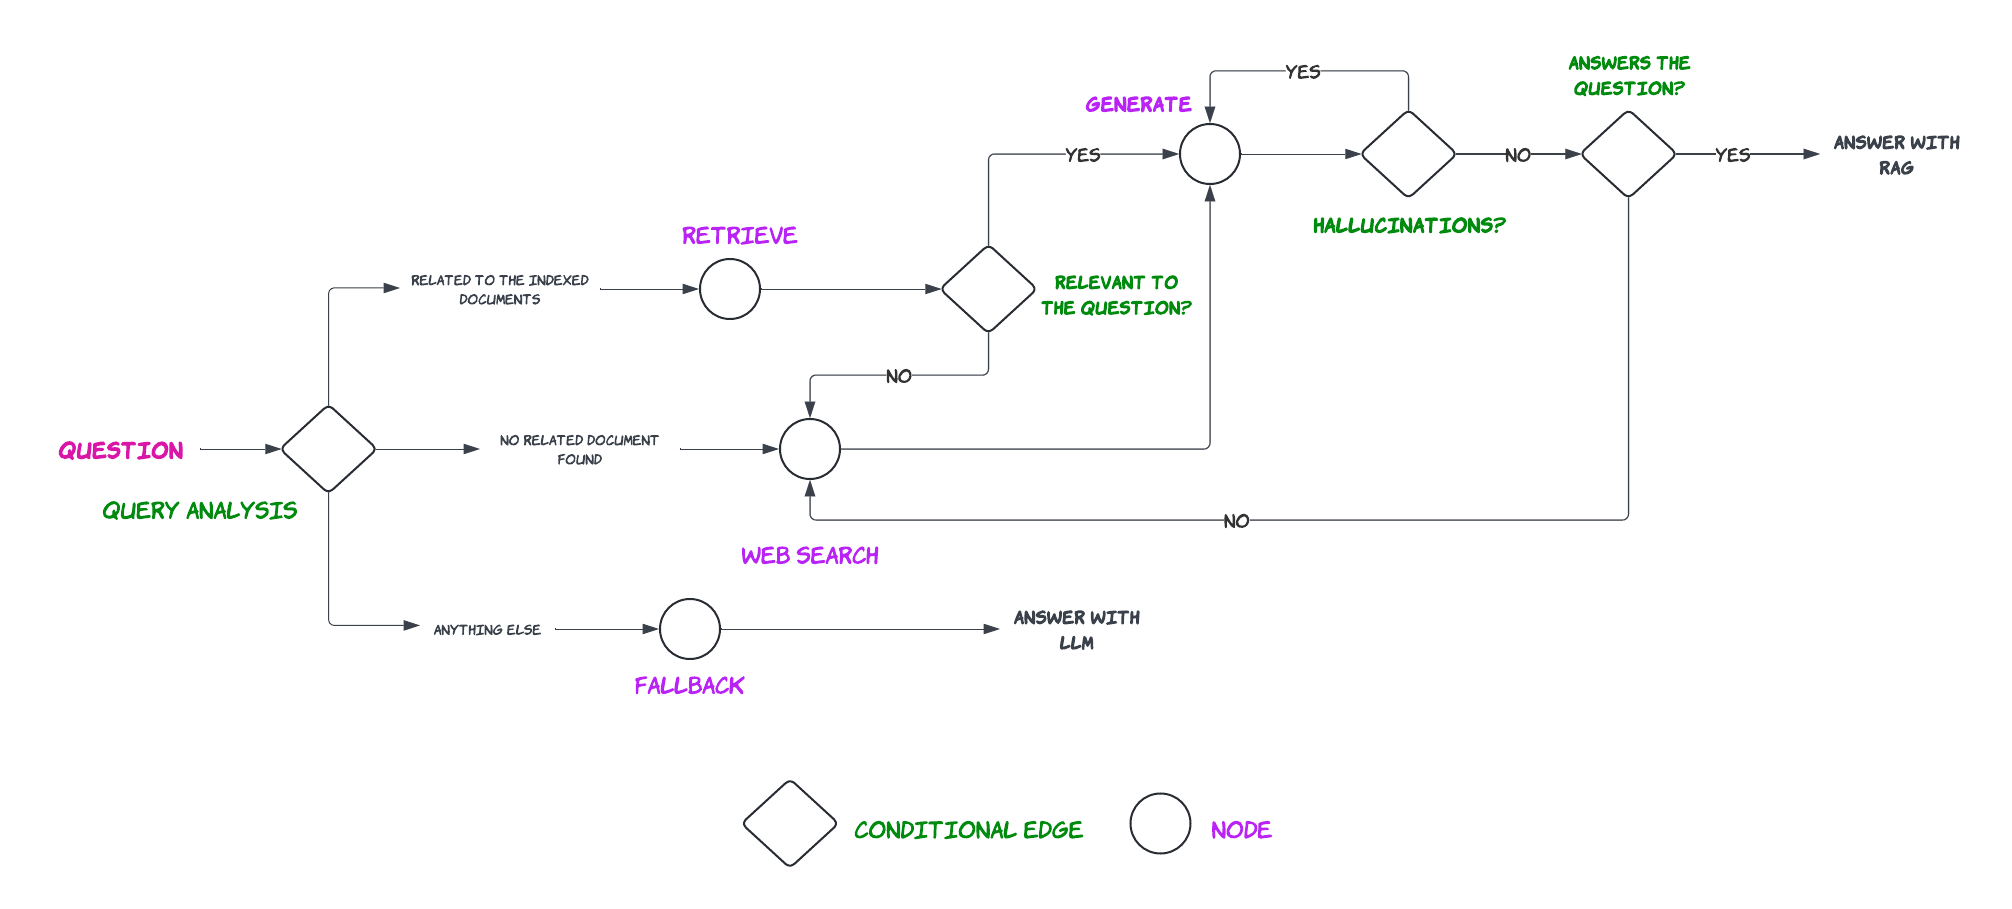 ANSWERS THE
QUESTION?
YES
GENERATE
YES
NO
YES
ANSWER WITH
RAG
HALLUCINATIONS?
RETRIEVE
RELATED TO THE INDEXED
DOCUMENTS
RELEVANT TO
THE QUESTION?
NO
QUESTION
NO RELATED DOCUMENT
FOUND
QUERY ANALYSIS
NO
WEB SEARCH
ANYTHING ELSE
ANSWER WITH
LLM
FALLBACK
CONDITIONAL EDGE
NODE